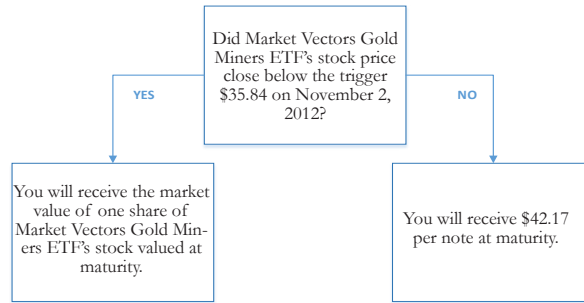 Did Market Vectors Gold
Miners ETF's stock price
close below the trigger
$35.84 on November 2,
2012?
YES
NO
You will receive the market
value of one share of
Market Vectors Gold Min-
ers ETF's stock valued at
maturity.
You will receive $42.17
per note at maturity.